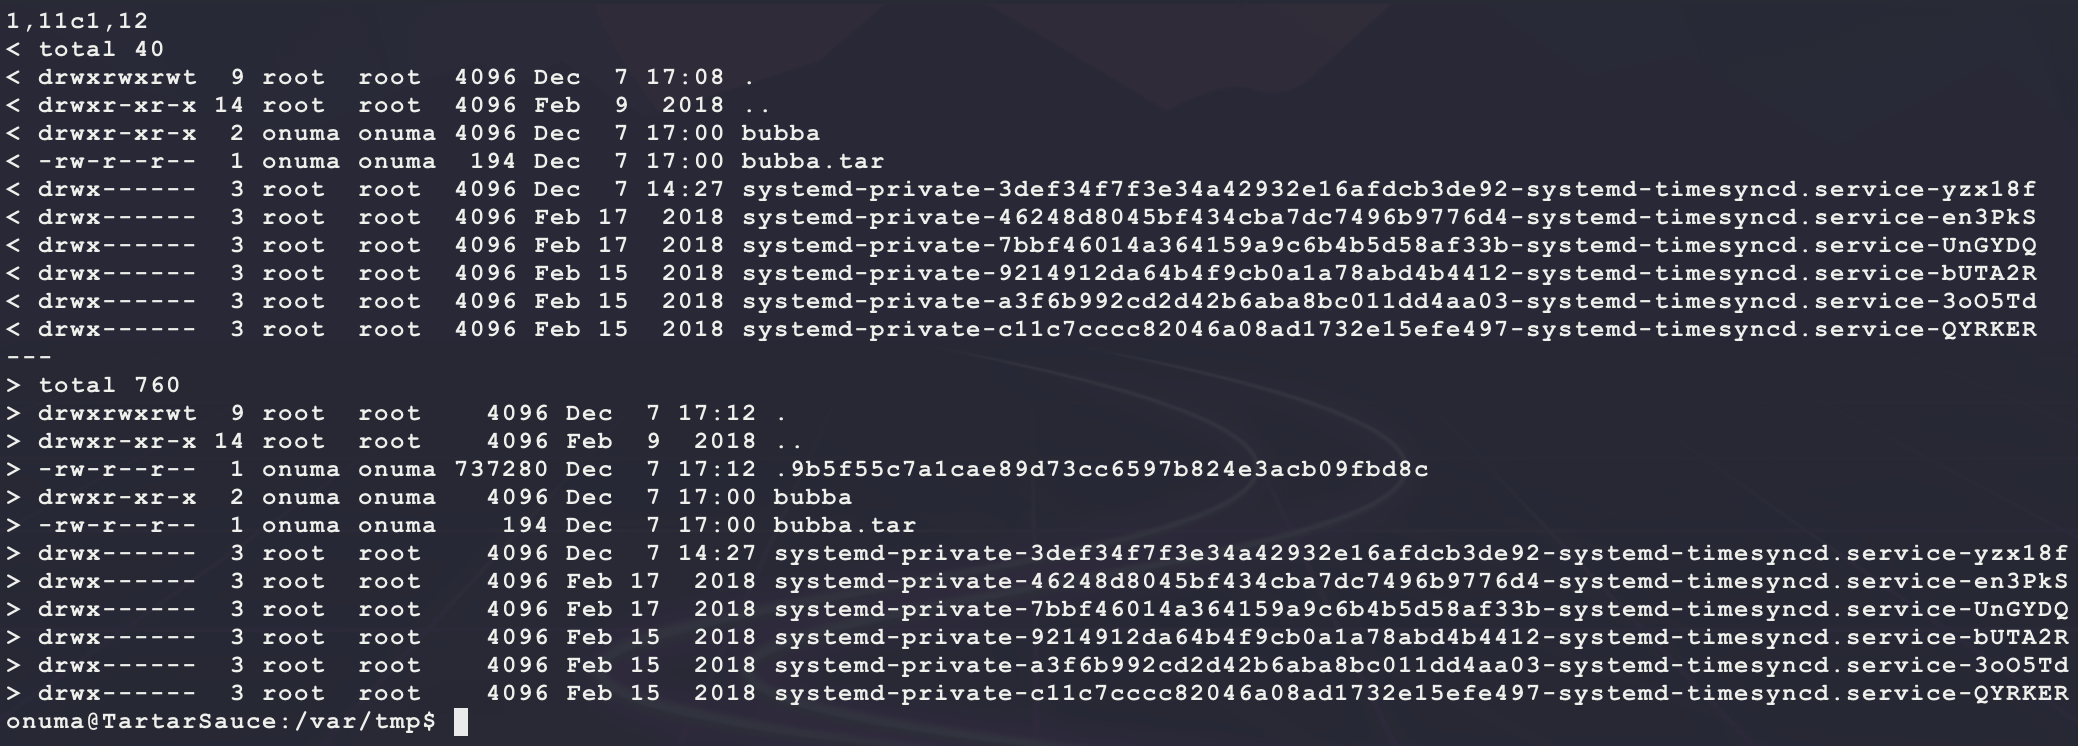 1,11c1,12
< total 40
< drwxrwxrwt  9 root  root  4096 Dec  7 17:08 .
< drwxr-xr-x 14 root  root  4096 Feb  9  2018 ..
< drwxr-xr-x  2 onuma onuma 4096 Dec  7 17:00 bubba
< -rw-r--r--  1 onuma onuma  194 Dec  7 17:00 bubba.tar
< drwx------  3 root  root  4096 Dec  7 14:27 systemd-private-3def34f7f3e34a42932e16afdcb3de92-systemd-timesyncd.service-yzx18f
< drwx------  3 root  root  4096 Feb 17  2018 systemd-private-46248d8045bf434cba7dc7496b9776d4-systemd-timesyncd.service-en3PkS
< drwx------  3 root  root  4096 Feb 17  2018 systemd-private-7bbf46014a364159a9c6b4b5d58af33b-systemd-timesyncd.service-UnGYDQ
< drwx------  3 root  root  4096 Feb 15  2018 systemd-private-9214912da64b4f9cb0a1a78abd4b4412-systemd-timesyncd.service-bUTA2R
< drwx------  3 root  root  4096 Feb 15  2018 systemd-private-a3f6b992cd2d42b6aba8bc011dd4aa03-systemd-timesyncd.service-3oO5Td
< drwx------  3 root  root  4096 Feb 15  2018 systemd-private-c11c7cccc82046a08ad1732e15efe497-systemd-timesyncd.service-QYRKER
---
> total 760
> drwxrwxrwt  9 root  root    4096 Dec  7 17:12 .
> drwxr-xr-x 14 root  root    4096 Feb  9  2018 ..
> -rw-r--r--  1 onuma onuma 737280 Dec  7 17:12 .9b5f55c7a1cae89d73cc6597b824e3acb09fbd8c
> drwxr-xr-x  2 onuma onuma   4096 Dec  7 17:00 bubba
> -rw-r--r--  1 onuma onuma    194 Dec  7 17:00 bubba.tar
> drwx------  3 root  root    4096 Dec  7 14:27 systemd-private-3def34f7f3e34a42932e16afdcb3de92-systemd-timesyncd.service-yzx18f
> drwx------  3 root  root    4096 Feb 17  2018 systemd-private-46248d8045bf434cba7dc7496b9776d4-systemd-timesyncd.service-en3PkS
> drwx------  3 root  root    4096 Feb 17  2018 systemd-private-7bbf46014a364159a9c6b4b5d58af33b-systemd-timesyncd.service-UnGYDQ
> drwx------  3 root  root    4096 Feb 15  2018 systemd-private-9214912da64b4f9cb0a1a78abd4b4412-systemd-timesyncd.service-bUTA2R
> drwx------  3 root  root    4096 Feb 15  2018 systemd-private-a3f6b992cd2d42b6aba8bc011dd4aa03-systemd-timesyncd.service-3oO5Td
> drwx------  3 root  root    4096 Feb 15  2018 systemd-private-c11c7cccc82046a08ad1732e15efe497-systemd-timesyncd.service-QYRKER
onuma@TartarSauce:/var/tmp$